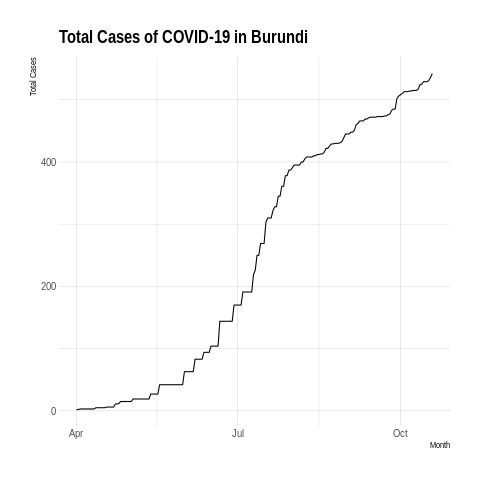 Total Cases of COVID-19 in Burundi
Total Cases
400
200
0
Apr
Jul
Oct
Month